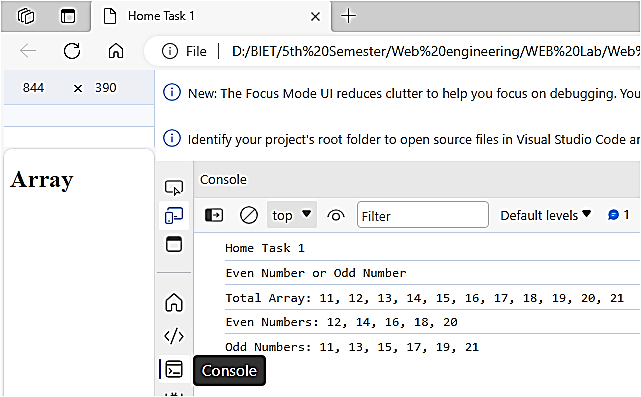 Home Task 1
File
D:/BIET/5th%20Semester/Web%20engineering/WEB%20Lab/Web%
844 × 390
New: The Focus Mode UI reduces clutter to help you focus on debugging. You
Identify your project's root folder to open source files in Visual Studio Code
Array
Console
top
Filter
Default levels
1
Home Task 1
Even Number or Odd Number
Total Array: 11, 12, 13, 14, 15, 16, 17, 18, 19, 20, 21
Even Numbers: 12, 14, 16, 18, 20
Odd Numbers: 11, 13, 15, 17, 19, 21
Console